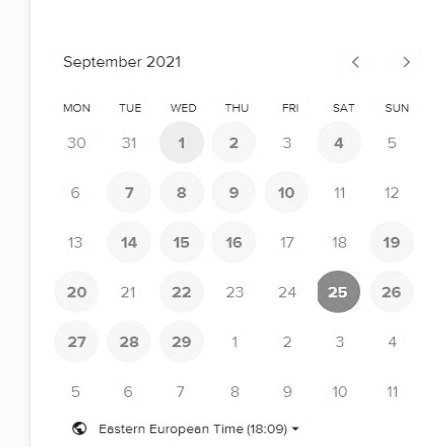 September 2021
MON TUE WED THU FRI SAT SUN
30 31 1 2 3 4 5
6 7 8 9 10 11 12
13 14 15 16 17 18 19
20 21 22 23 24 25 26
27 28 29 1 2 3 4
5 6 7 8 9 10 11
Eastern European Time (18:09)